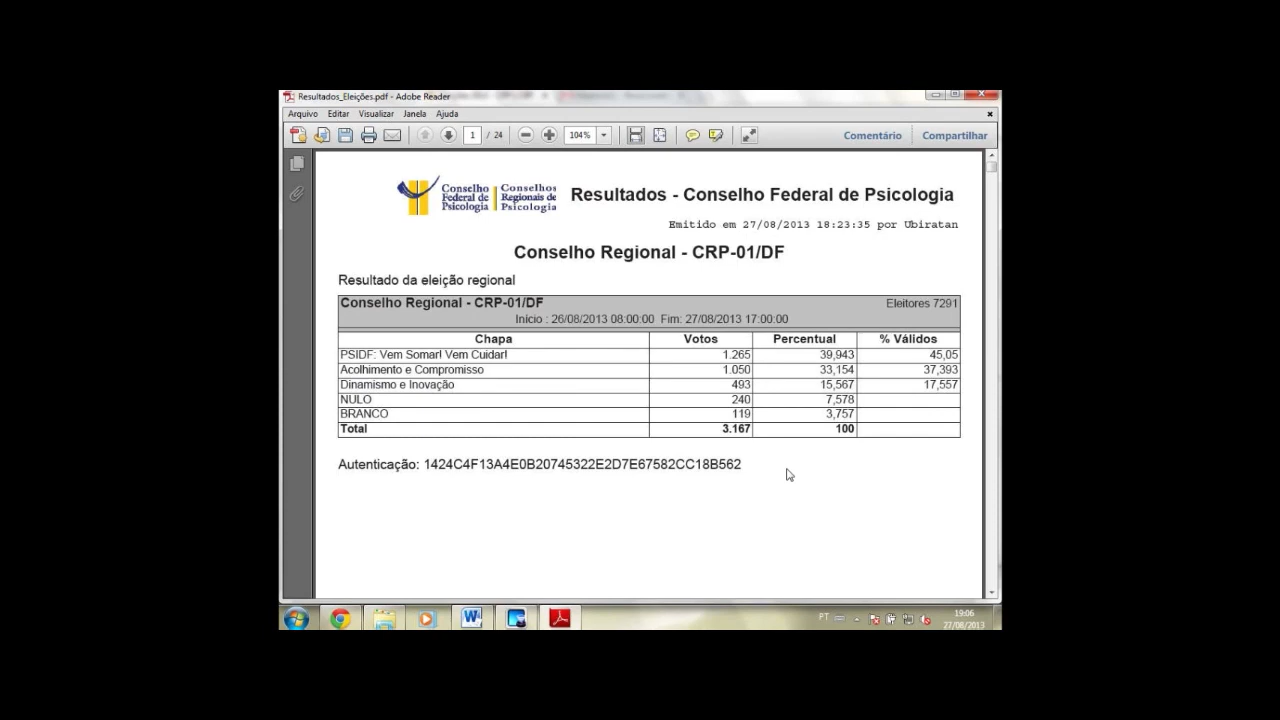 Resultados_Eleições.pdf - Adobe Reader
Arquivo Editar Visualizar Janela Ajuda
1 / 24 104% Comentário Compartilhar
Conselho Federal de Psicologia Conselhos Regionais de Psicologia
Resultados - Conselho Federal de Psicologia
Emitido em 27/08/2013 18:23:35 por Ubiratan
Conselho Regional - CRP-01/DF
Resultado da eleição regional
Conselho Regional - CRP-01/DF Eleitores 7291
Início : 26/08/2013 08:00:00 Fim: 27/08/2013 17:00:00
Chapa Votos Percentual % Válidos
PSIDF: Vem Somar! Vem Cuidar! 1.265 39,943 45,05
Acolhimento e Compromisso 1.050 33,154 37,393
Dinamismo e Inovação 493 15,567 17,557
NULO 240 7,578
BRANCO 119 3,757
Total 3.167 100
Autenticação: 1424C4F13A4E0B20745322E2D7E67582CC18B562
PT 19:06
27/08/2013